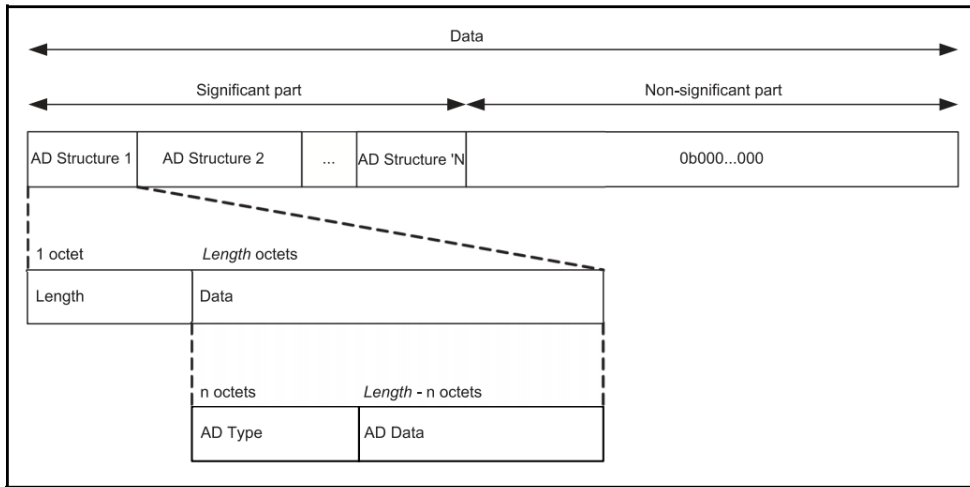 Data
Significant part Non-significant part
AD Structure 1 AD Structure 2 ... AD Structure 'N 0b000...000
1 octet Length octets
Length Data
n octets Length - n octets
AD Type AD Data